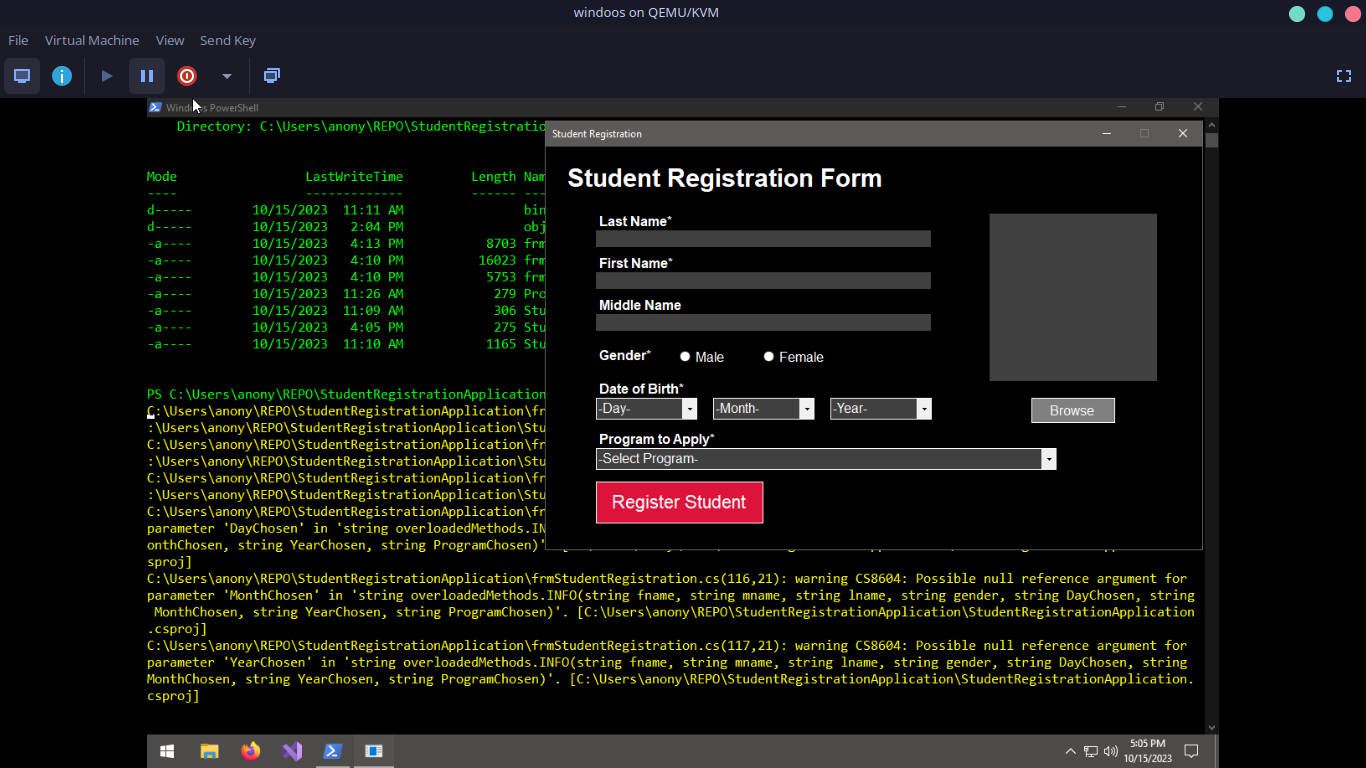 windoos on QEMU/KVM
File Virtual Machine View Send Key
Windows PowerShell
Directory: C:\Users\anony\REPO\StudentRegistratio
Mode LastWriteTime Length Nam
---- ------------- ------ ---
d----- 10/15/2023 11:11 AM bin
d----- 10/15/2023 2:04 PM obj
-a---- 10/15/2023 4:13 PM 8703 frm
-a---- 10/15/2023 4:10 PM 16023 frm
-a---- 10/15/2023 4:10 PM 5753 frm
-a---- 10/15/2023 11:26 AM 279 Pro
-a---- 10/15/2023 11:09 AM 306 Stu
-a---- 10/15/2023 4:05 PM 275 Stu
-a---- 10/15/2023 11:10 AM 1165 Stu
PS C:\Users\anony\REPO\StudentRegistrationApplication
C:\Users\anony\REPO\StudentRegistrationApplication\fr
:\Users\anony\REPO\StudentRegistrationApplication\Stu
C:\Users\anony\REPO\StudentRegistrationApplication\fr
:\Users\anony\REPO\StudentRegistrationApplication\Stu
C:\Users\anony\REPO\StudentRegistrationApplication\fr
:\Users\anony\REPO\StudentRegistrationApplication\Stu
C:\Users\anony\REPO\StudentRegistrationApplication\fr
parameter 'DayChosen' in 'string overloadedMethods.IN
onthChosen, string YearChosen, string ProgramChosen)'
sproj]
C:\Users\anony\REPO\StudentRegistrationApplication\frmStudentRegistration.cs(116,21): warning CS8604: Possible null reference argument for
parameter 'MonthChosen' in 'string overloadedMethods.INFO(string fname, string mname, string lname, string gender, string DayChosen, string
MonthChosen, string YearChosen, string ProgramChosen)'. [C:\Users\anony\REPO\StudentRegistrationApplication\StudentRegistrationApplication
.csproj]
C:\Users\anony\REPO\StudentRegistrationApplication\frmStudentRegistration.cs(117,21): warning CS8604: Possible null reference argument for
parameter 'YearChosen' in 'string overloadedMethods.INFO(string fname, string mname, string lname, string gender, string DayChosen, string
MonthChosen, string YearChosen, string ProgramChosen)'. [C:\Users\anony\REPO\StudentRegistrationApplication\StudentRegistrationApplication.
csproj]
Student Registration
Student Registration Form
Last Name*
First Name*
Middle Name
Gender* Male Female
Date of Birth*
-Day- -Month- -Year-
Browse
Program to Apply*
-Select Program-
Register Student
5:05 PM
10/15/2023